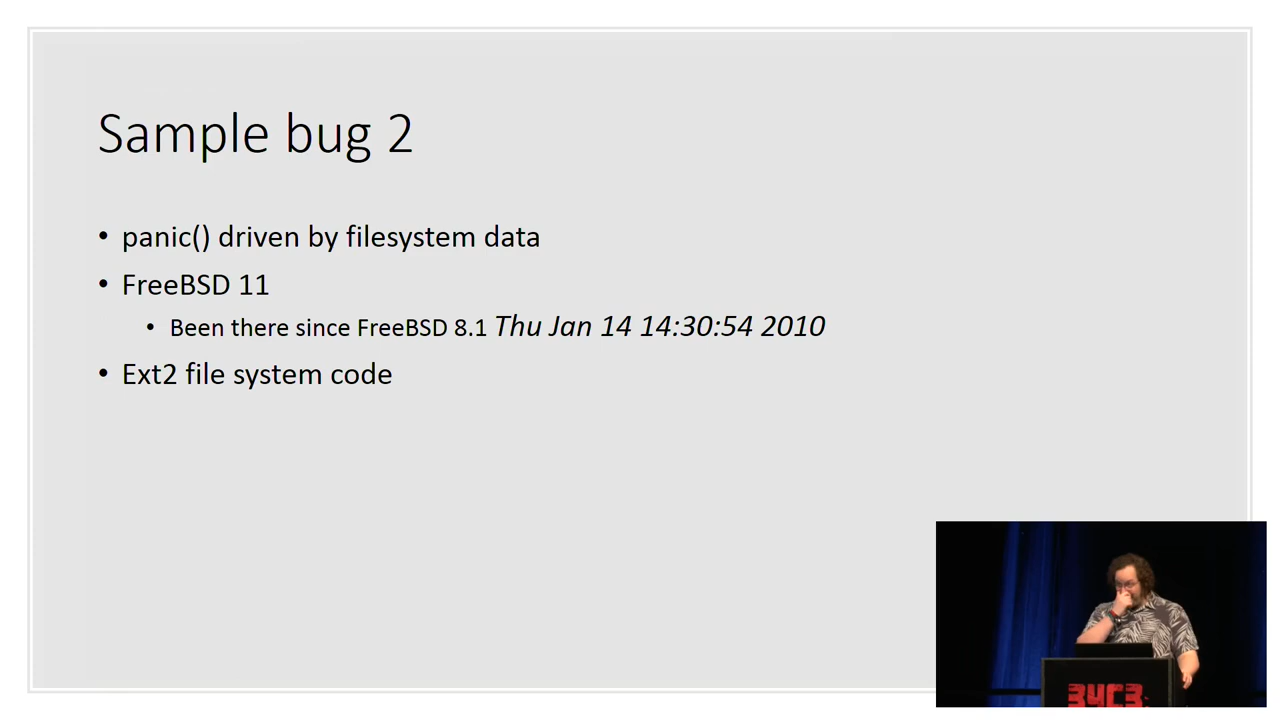 Sample bug 2
• panic() driven by filesystem data
• FreeBSD 11
• Been there since FreeBSD 8.1 Thu Jan 14 14:30:54 2010
• Ext2 file system code
34C3